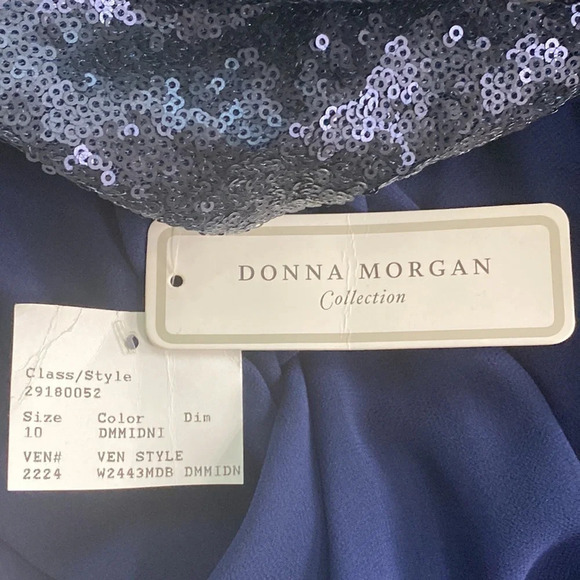 DONNA MORGAN
Collection
Class/Style
29180052
Size Color Dim
10 DMMIDNI
VEN# VEN STYLE
2224 W2443MDB DMMIDN